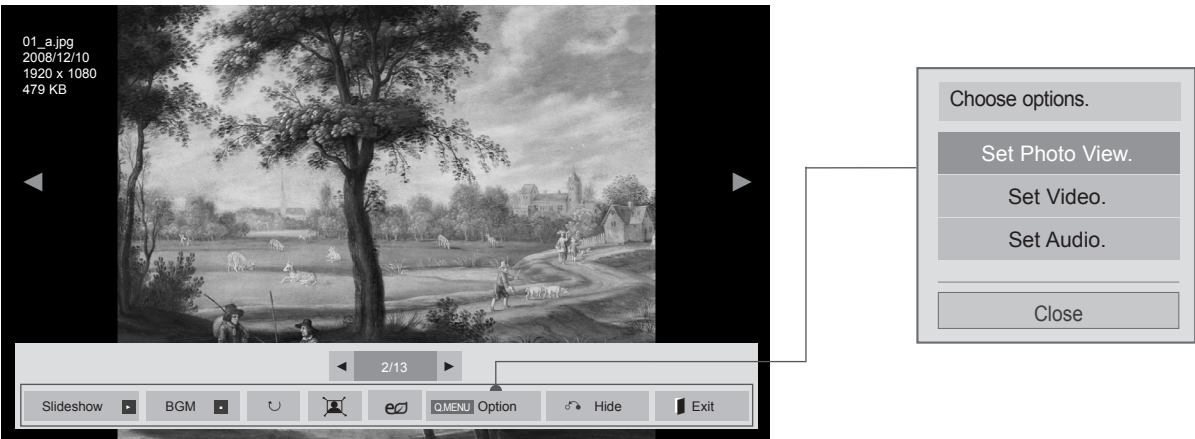 01_a.jpg
2008/12/10
1920 x 1080
479 KB
2/13
Slideshow BGM Q.MENU Option Hide Exit
Choose options.
Set Photo View.
Set Video.
Set Audio.
Close